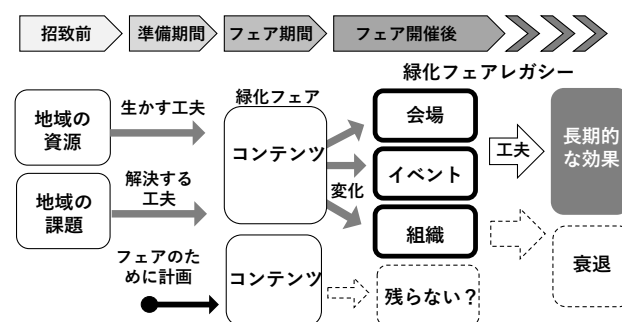 招致前
準備期間
フェア期間
フェア開催後
緑化フェアレガシー
地域の
資源
生かす工夫
緑化フェア
コンテンツ
会場
イベント
組織
変化
工夫
長期的
な効果
地域の
課題
解決する
工夫
フェアのた
めに計画
コンテンツ
残らない？
衰退